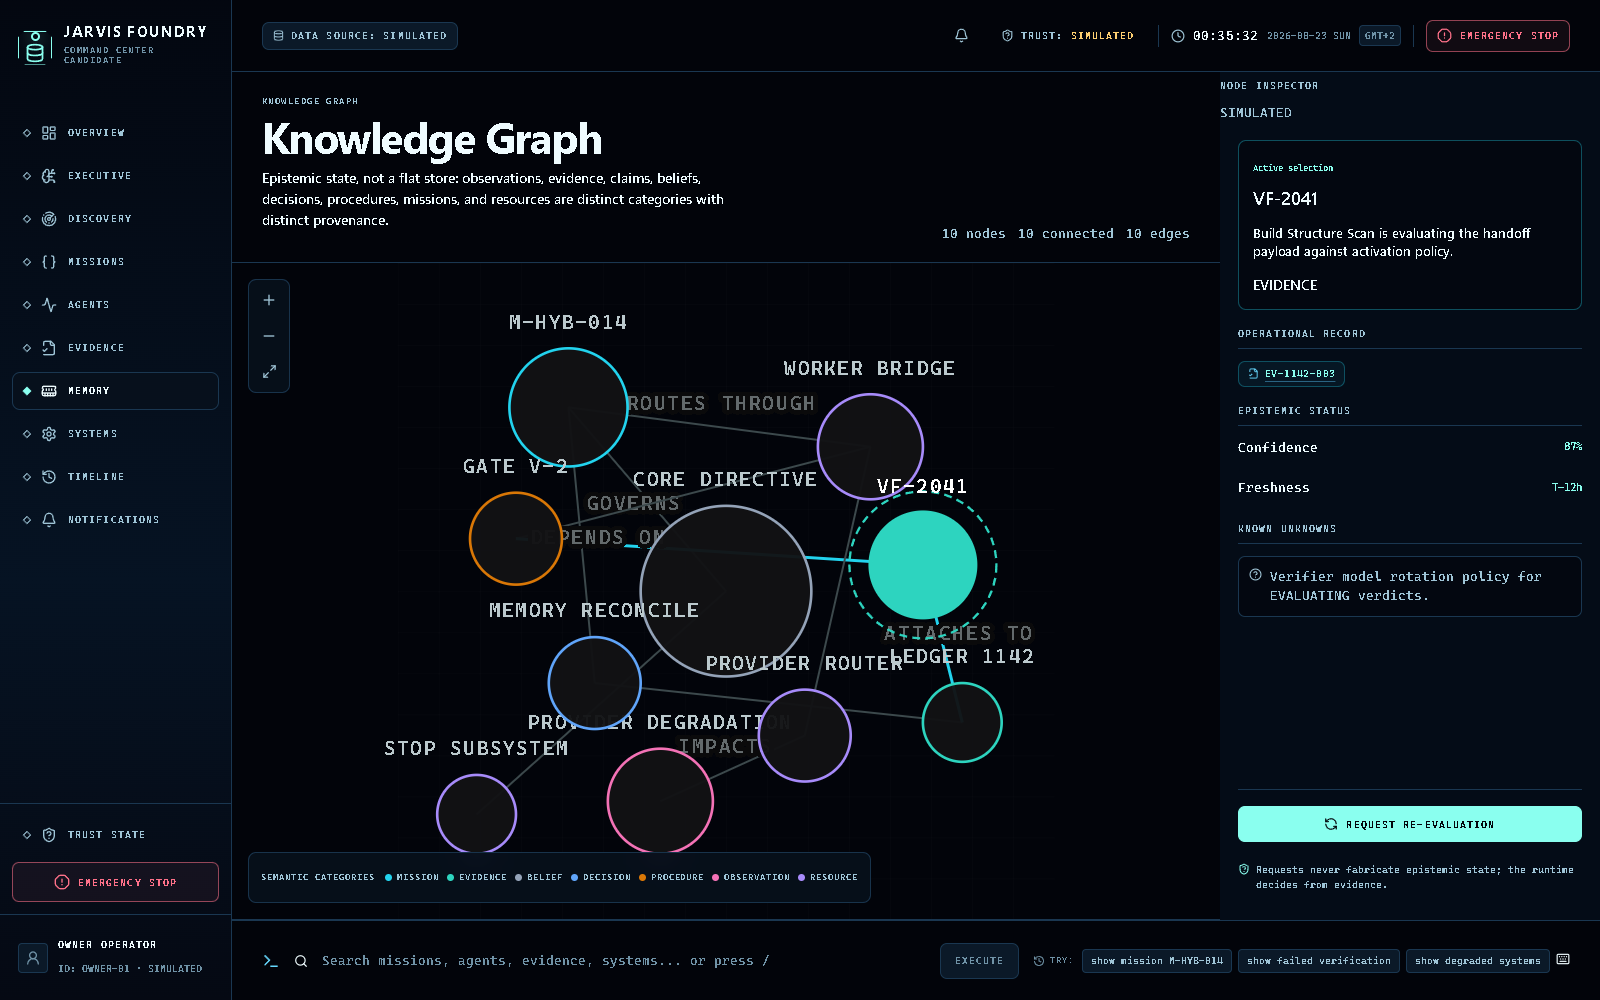 JARVIS FOUNDRY
COMMAND CENTER
CANDIDATE
DATA SOURCE: SIMULATED
TRUST: SIMULATED
00:35:32 2026-08-23 SUN GMT+2
EMERGENCY STOP
OVERVIEW
EXECUTIVE
DISCOVERY
MISSIONS
AGENTS
EVIDENCE
MEMORY
SYSTEMS
TIMELINE
NOTIFICATIONS
TRUST STATE
EMERGENCY STOP
OWNER OPERATOR
ID: OWNER-01 · SIMULATED
KNOWLEDGE GRAPH
Knowledge Graph
Epistemic state, not a flat store: observations, evidence, claims, beliefs,
decisions, procedures, missions, and resources are distinct categories with
distinct provenance.
10 nodes 10 connected 10 edges
M-HYB-014
WORKER BRIDGE
ROUTES THROUGH
GATE V-2
CORE DIRECTIVE
VF-2041
GOVERNS
DEPENDS ON
MEMORY RECONCILE
ATTACHES TO
LEDGER 1142
PROVIDER ROUTER
PROVIDER DEGRADATION
STOP SUBSYSTEM
IMPACT
SEMANTIC CATEGORIES MISSION EVIDENCE BELIEF DECISION PROCEDURE OBSERVATION RESOURCE
NODE INSPECTOR
SIMULATED
Active selection
VF-2041
Build Structure Scan is evaluating the handoff
payload against activation policy.
EVIDENCE
OPERATIONAL RECORD
EV-1142-BB3
EPISTEMIC STATUS
Confidence 87%
Freshness T-12h
KNOWN UNKNOWNS
Verifier model rotation policy for
EVALUATING verdicts.
REQUEST RE-EVALUATION
Requests never fabricate epistemic state; the runtime
decides from evidence.
Search missions, agents, evidence, systems... or press /
EXECUTE
TRY: show mission M-HYB-014 show failed verification show degraded systems